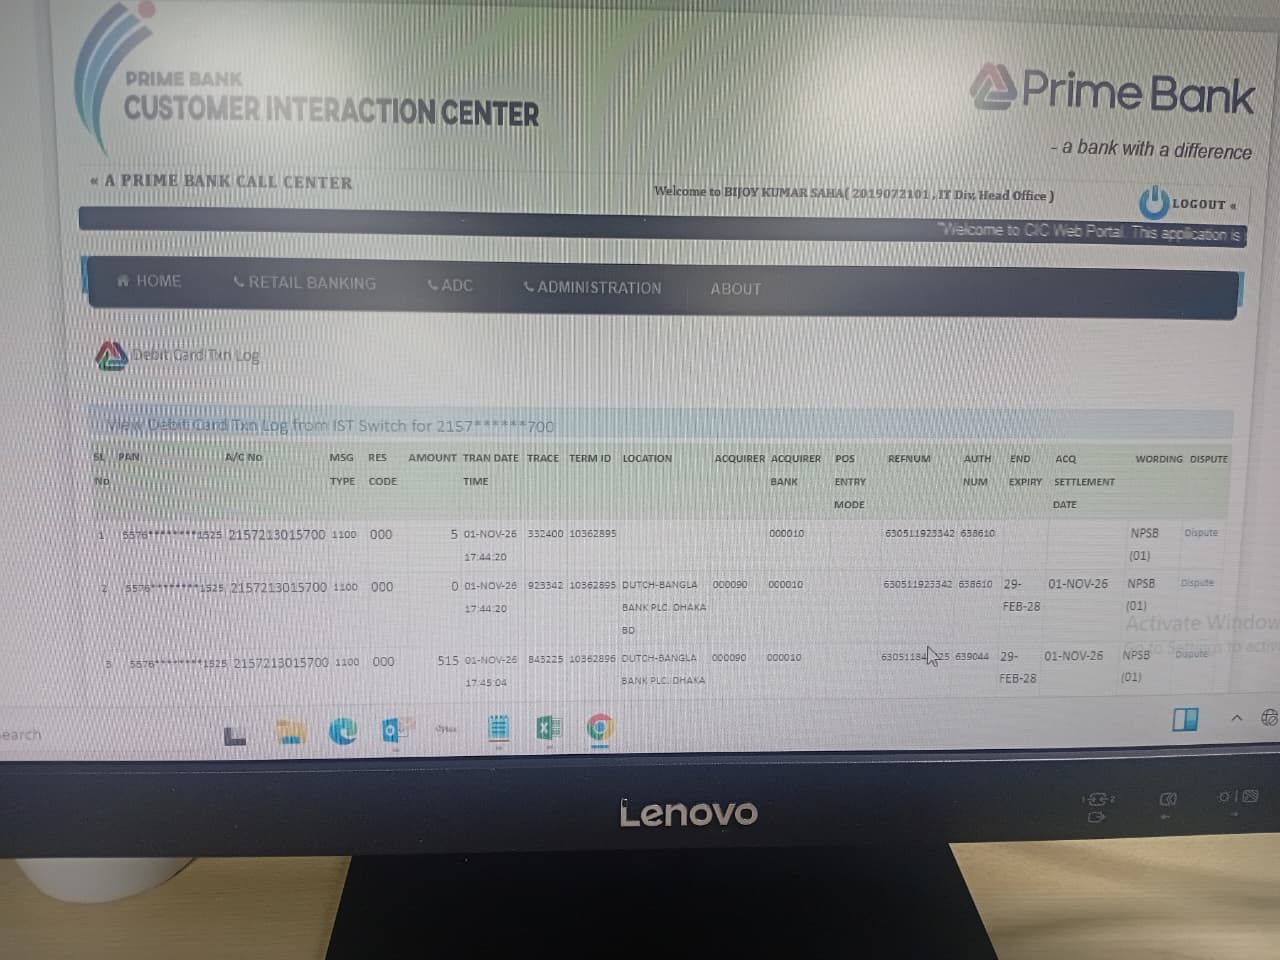 PRIME BANK
CUSTOMER INTERACTION CENTER
Prime Bank
- a bank with a difference
« A PRIME BANK CALL CENTER
Welcome to BIJOY KUMAR SAHA( 2019072101 , IT Div, Head Office )
LOGOUT «
"Welcome to CIC Web Portal. This application is
HOME RETAIL BANKING ADC ADMINISTRATION ABOUT
Debit Card Txn Log
View Debit Card Txn Log from IST Switch for 2157******700
SL PAN A/C No MSG RES AMOUNT TRAN DATE TRACE TERM ID LOCATION ACQUIRER ACQUIRER POS REFNUM AUTH END ACQ WORDING DISPUTE
No TYPE CODE TIME BANK ENTRY NUM EXPIRY SETTLEMENT
MODE DATE
1 5576********1525 2157213015700 1100 000 5 01-NOV-26 332400 10362895 000010 630511923342 638610 NPSB Dispute
17:44:20 (01)
2 5576********1525 2157213015700 1100 000 0 01-NOV-26 923342 10362895 DUTCH-BANGLA 000090 000010 630511923342 638610 29- 01-NOV-26 NPSB Dispute
17:44:20 BANK PLC. DHAKA FEB-28 (01)
BD
3 5576********1525 2157213015700 1100 000 515 01-NOV-26 843225 10362896 DUTCH-BANGLA 000090 000010 639044 29- 01-NOV-26 NPSB Dispute
17:45:04 BANK PLC. DHAKA FEB-28 (01)
Activate Window
earch
Lenovo